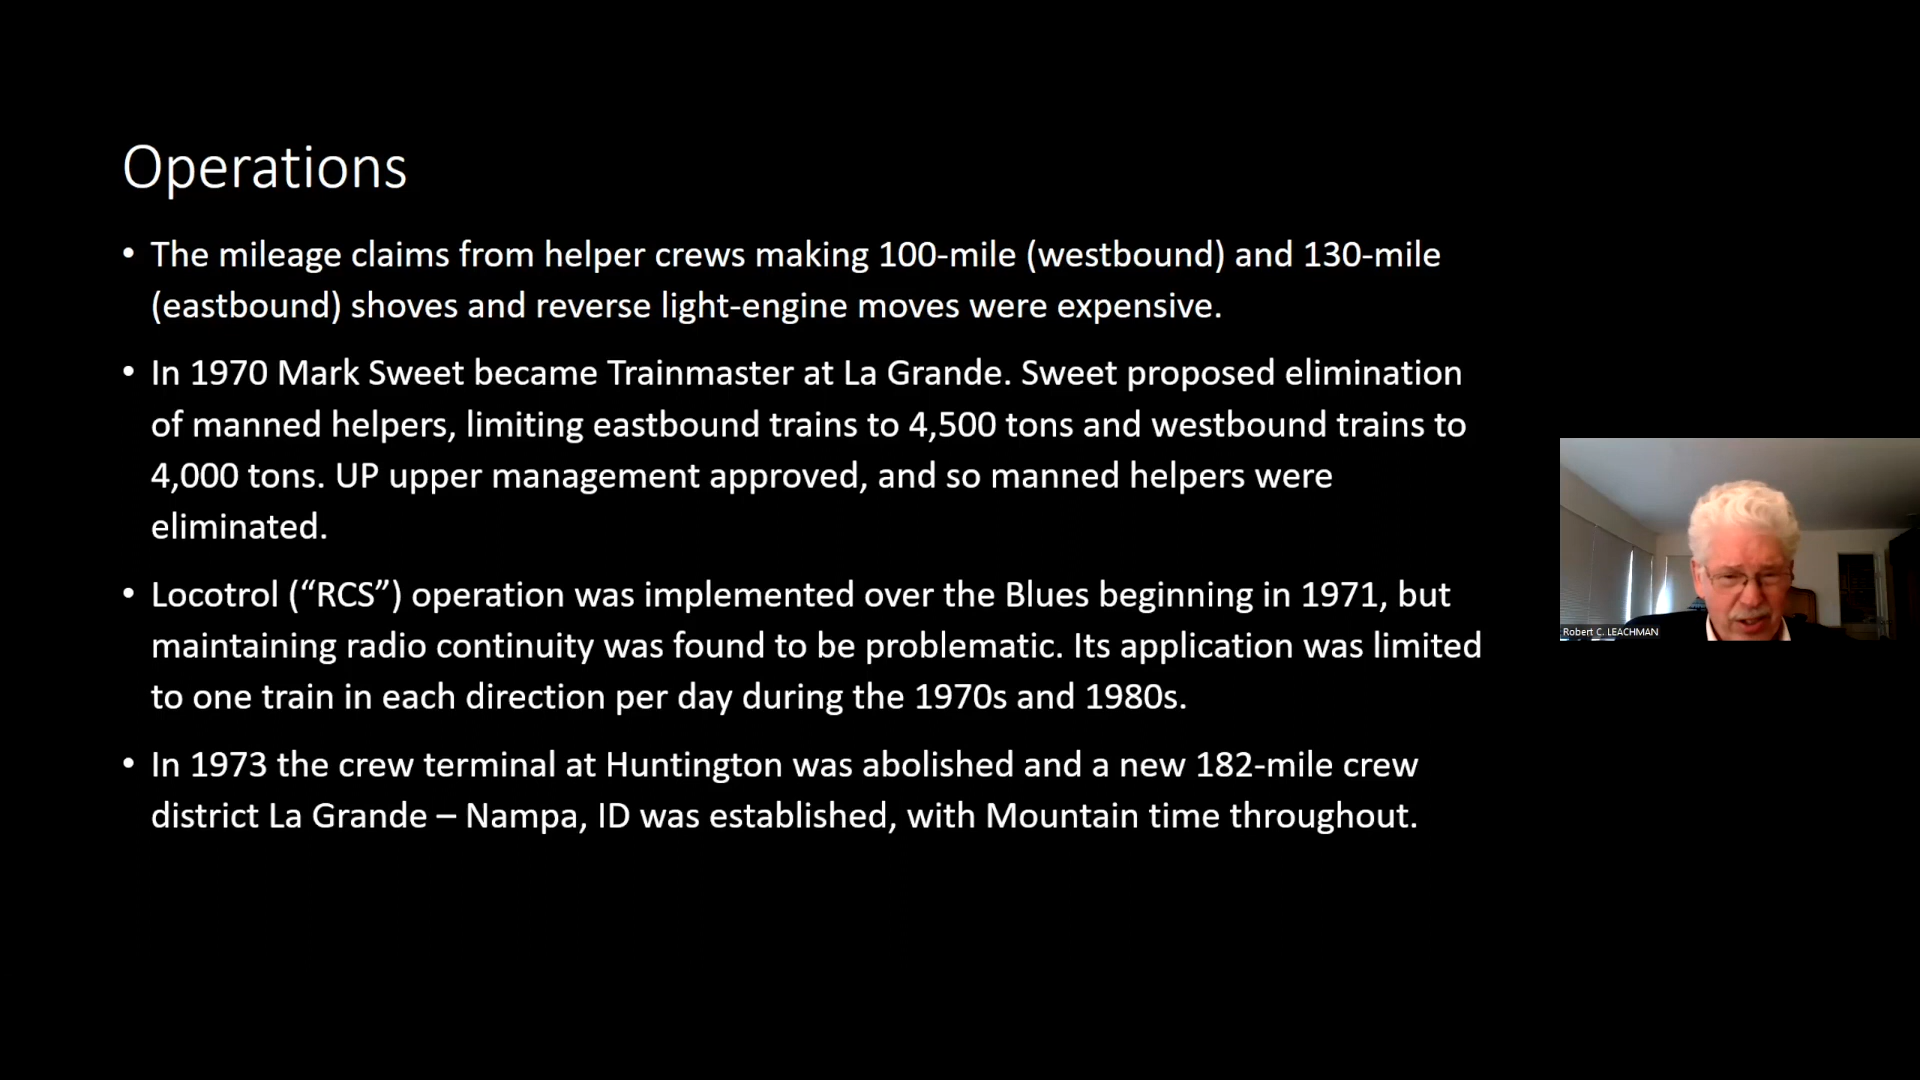 Operations
• The mileage claims from helper crews making 100-mile (westbound) and 130-mile
(eastbound) shoves and reverse light-engine moves were expensive.
• In 1970 Mark Sweet became Trainmaster at La Grande. Sweet proposed elimination
of manned helpers, limiting eastbound trains to 4,500 tons and westbound trains to
4,000 tons. UP upper management approved, and so manned helpers were
eliminated.
• Locotrol (“RCS”) operation was implemented over the Blues beginning in 1971, but
maintaining radio continuity was found to be problematic. Its application was limited
to one train in each direction per day during the 1970s and 1980s.
• In 1973 the crew terminal at Huntington was abolished and a new 182-mile crew
district La Grande – Nampa, ID was established, with Mountain time throughout.
Robert C. LEACHMAN